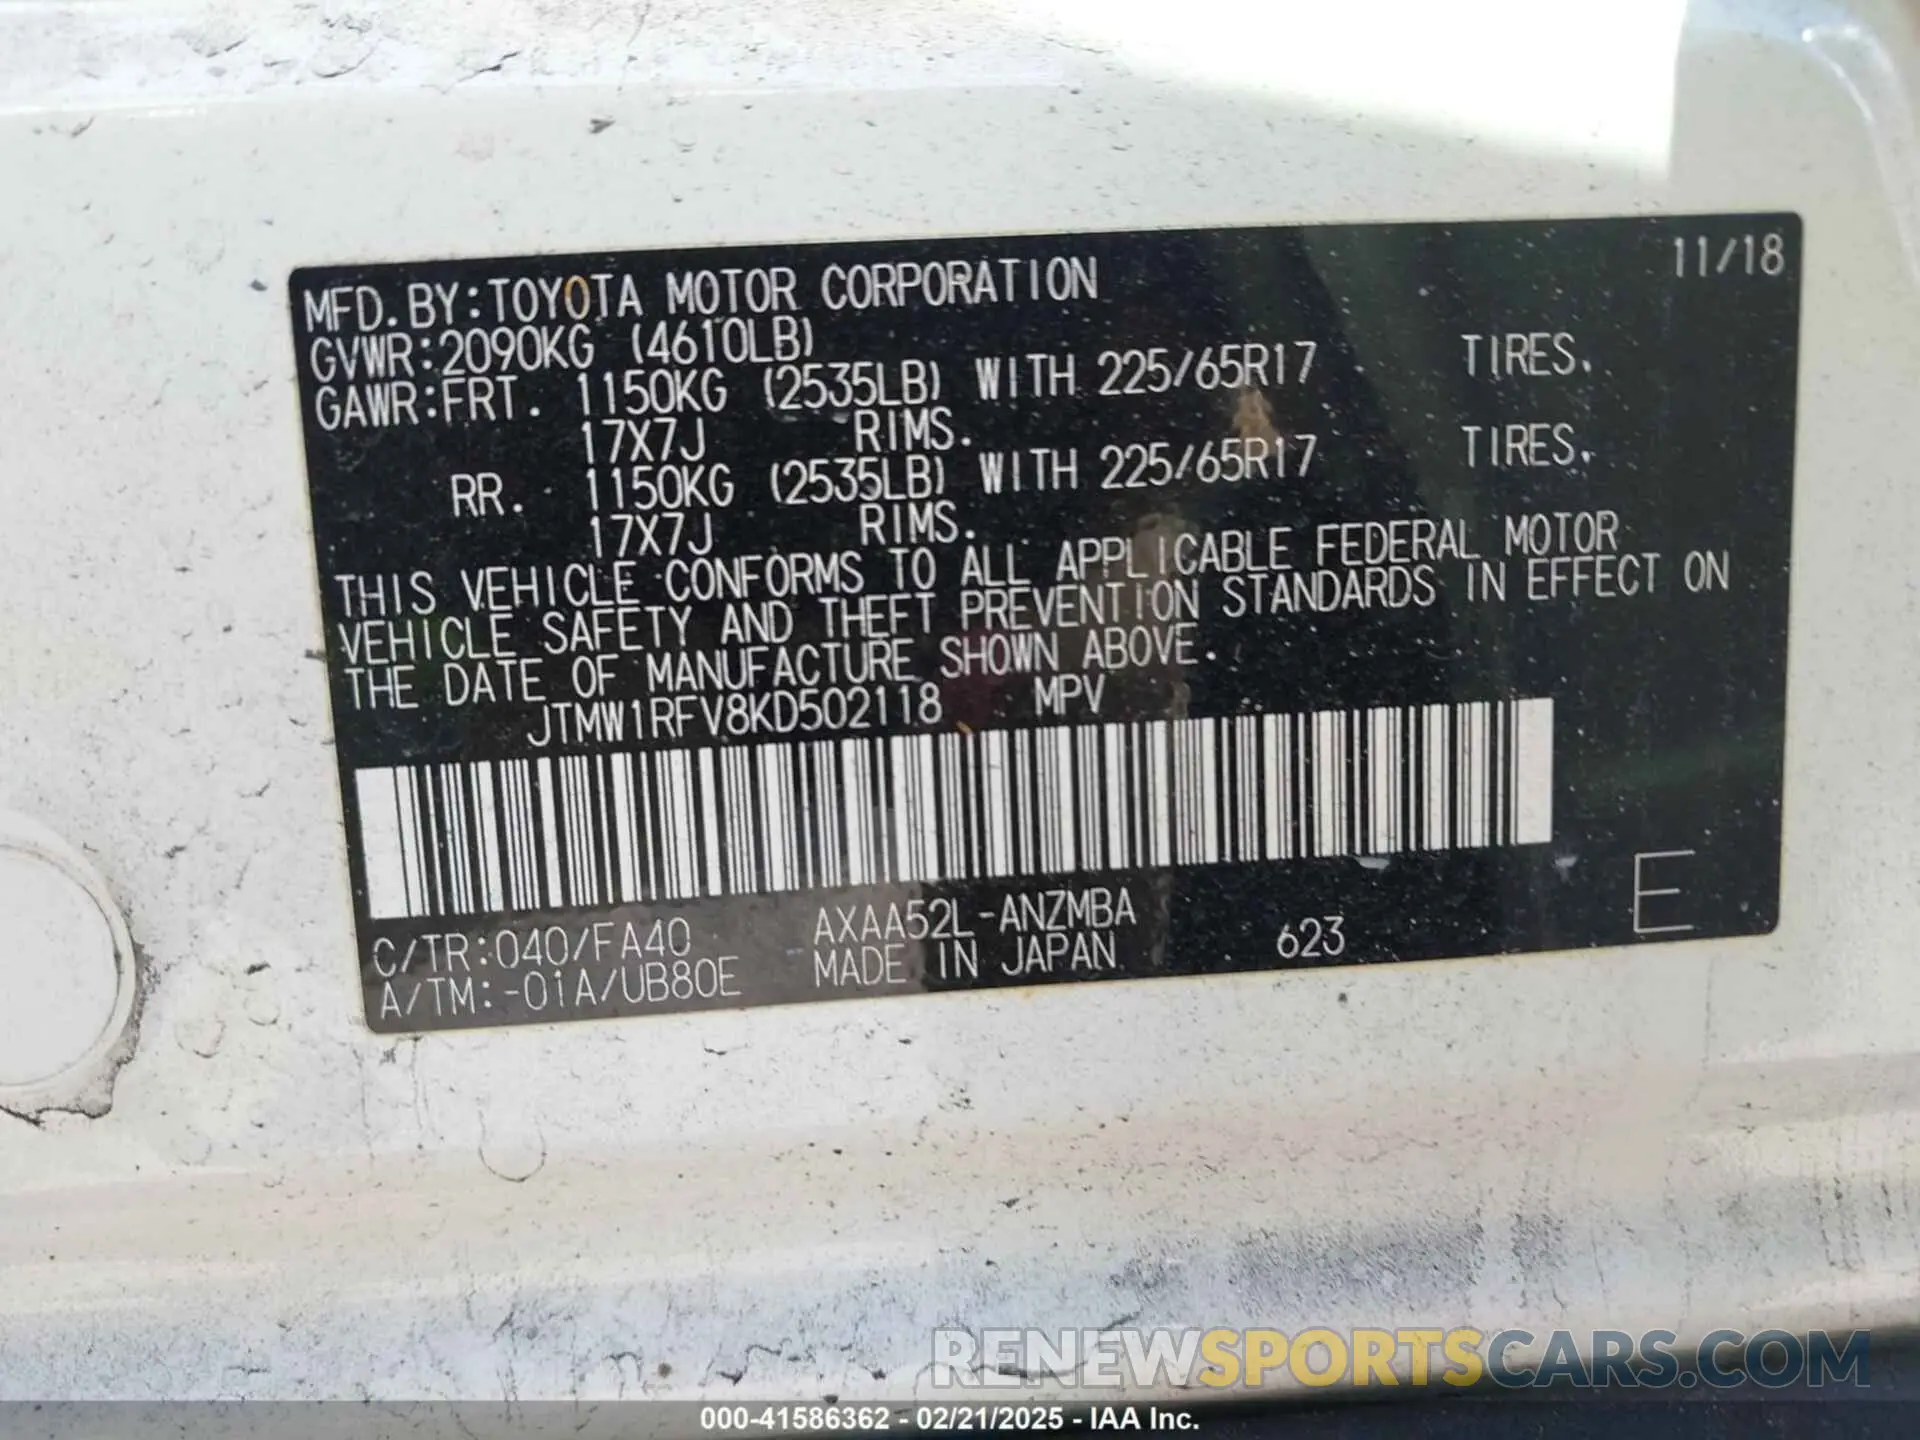 11/18
MFD. BY: TOYOTA MOTOR CORPORATION
GVWR: 2090KG (4610LB)
GAWR: FRT. 1150KG (2535LB) WITH 225/65R17 TIRES.
17X7J RIMS.
RR. 1150KG (2535LB) WITH 225/65R17 TIRES.
17X7J RIMS.
THIS VEHICLE CONFORMS TO ALL APPLICABLE FEDERAL MOTOR
VEHICLE SAFETY AND THEFT PREVENTION STANDARDS IN EFFECT ON
THE DATE OF MANUFACTURE SHOWN ABOVE.
JTMW1RFV8KD502118 MPV
C/TR: 040/FA40 AXAA52L-ANZMBA
A/TM: -01A/UB80E MADE IN JAPAN 623 E
RENEWSPORTSCARS.COM
000-41586362 - 02/21/2025 - IAA Inc.